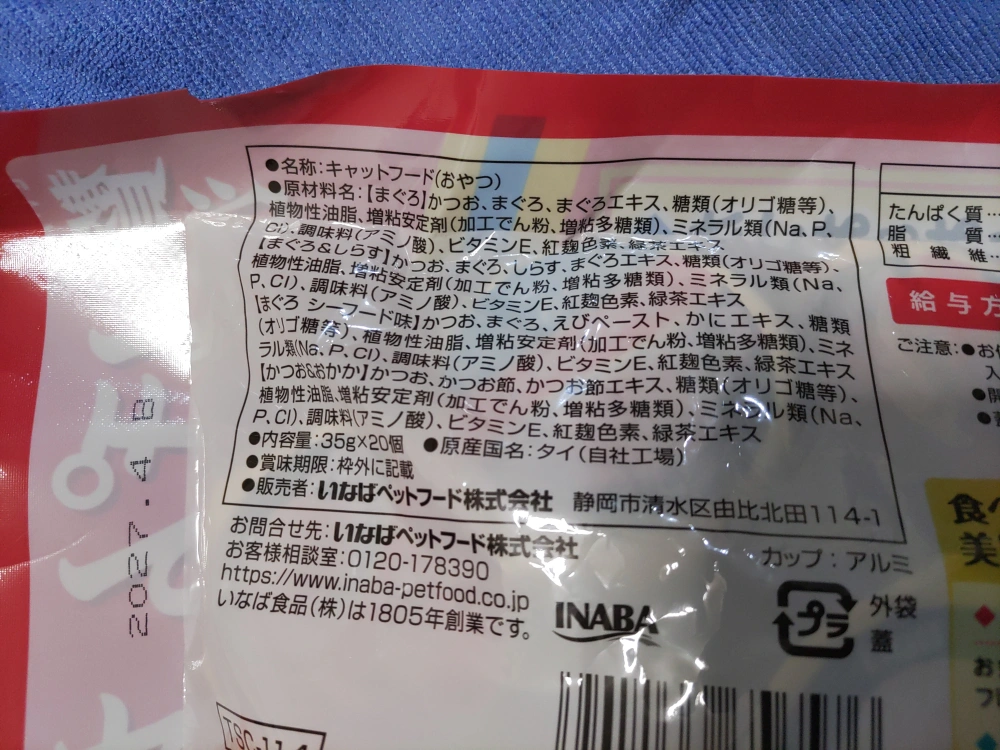 ●名称:キャットフード(おやつ)
●原材料名:【まぐろ】かつお、まぐろ、まぐろエキス、糖類(オリゴ糖等)、
植物性油脂、増粘安定剤(加工でん粉、増粘多糖類)、ミネラル類(Na、P、
Cl)、調味料(アミノ酸)、ビタミンE、紅麹色素、緑茶エキス
【まぐろ&しらす】かつお、まぐろ、しらす、まぐろエキス、糖類(オリゴ糖等)、
植物性油脂、増粘安定剤(加工でん粉、増粘多糖類)、ミネラル類(Na、
P、Cl)、調味料(アミノ酸)、ビタミンE、紅麹色素、緑茶エキス
【まぐろ シーフード味】かつお、まぐろ、えびペースト、かにエキス、糖類
(オリゴ糖等)、植物性油脂、増粘安定剤(加工でん粉、増粘多糖類)、ミネ
ラル類(Na、P、Cl)、調味料(アミノ酸)、ビタミンE、紅麹色素、緑茶エキス
【かつお&おかか】かつお、かつお節、かつお節エキス、糖類(オリゴ糖等)、
植物性油脂、増粘安定剤(加工でん粉、増粘多糖類)、ミネラル類(Na、
P、Cl)、調味料(アミノ酸)、ビタミンE、紅麹色素、緑茶エキス
●内容量:35g×20個 ●原産国名:タイ(自社工場)
●賞味期限:枠外に記載
●販売者:いなばペットフード株式会社 静岡市清水区由比北田114-1
お問合せ先:いなばペットフード株式会社
お客様相談室:0120-178390
https://www.inaba-petfood.co.jp
いなば食品(株)は1805年創業です。
INABA
カップ:アルミ
プラ
外袋
蓋
2027.4 B
たんぱく質…
脂 質…
粗 繊 維…
給与方
ご注意:●お
食べ
美
TSC-114